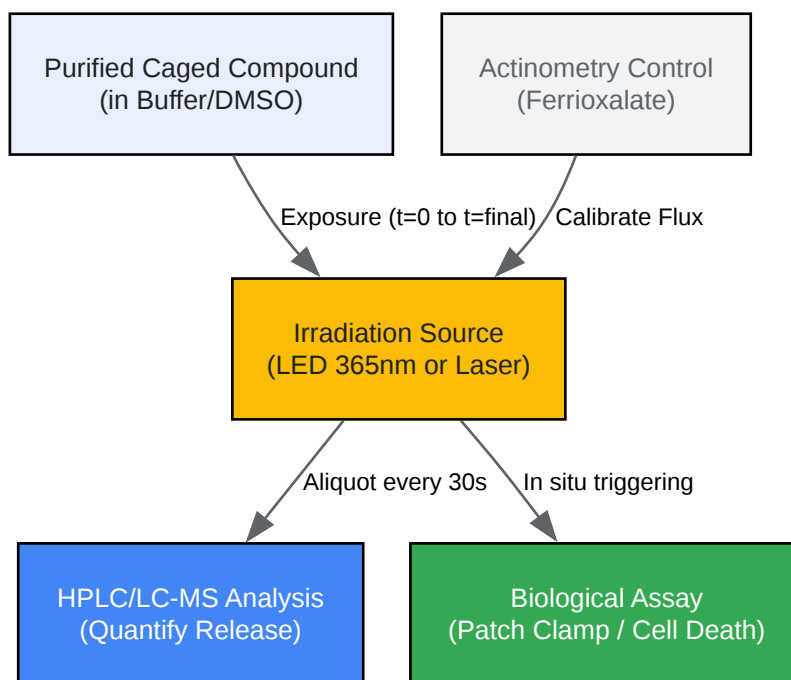 Purified Caged Compound
(in Buffer/DMSO)
Actinometry Control
(Ferrioxalate)
Exposure (t=0 to t=final)
Calibrate Flux
Irradiation Source
(LED 365nm or Laser)
Aliquot every 30s
In situ triggering
HPLC/LC-MS Analysis
(Quantify Release)
Biological Assay
(Patch Clamp / Cell Death)